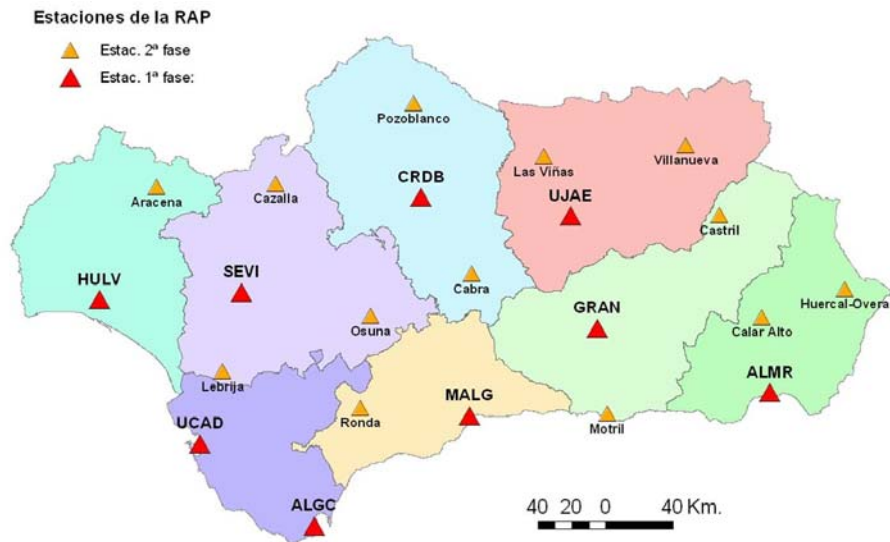 Estaciones de la RAP
Estac. 2ª fase
Estac. 1ª fase:
Pozoblanco
Las Viñas
Villanueva
Aracena
Cazalla
CRDB
UJAE
Castril
HULV
SEVI
Cabra
Huercal-Overa
Osuna
GRAN
Calar Alto
Lebrija
ALMR
UCAD
Ronda
MALG
Motril
ALGC
40 20 0 40 Km.